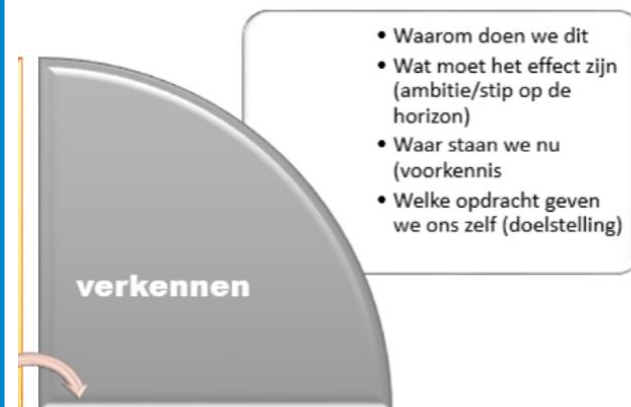 • Waarom doen we dit
• Wat moet het effect zijn
(ambitie/stip op de
horizon)
• Waar staan we nu
(voorkennis
• Welke opdracht geven
we ons zelf (doelstelling)
verkennen